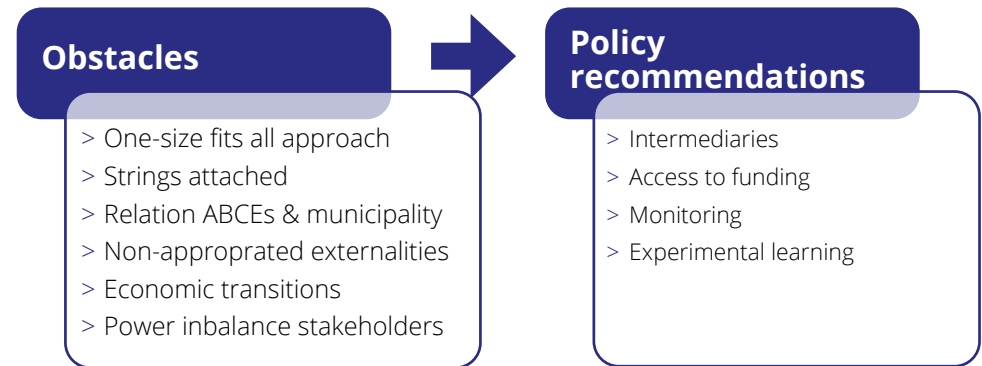 Obstacles
> One-size fits all approach
> Strings attached
> Relation ABCEs & municipality
> Non-approprated externalities
> Economic transitions
> Power inbalance stakeholders
Policy
recommendations
> Intermediaries
> Access to funding
> Monitoring
> Experimental learning